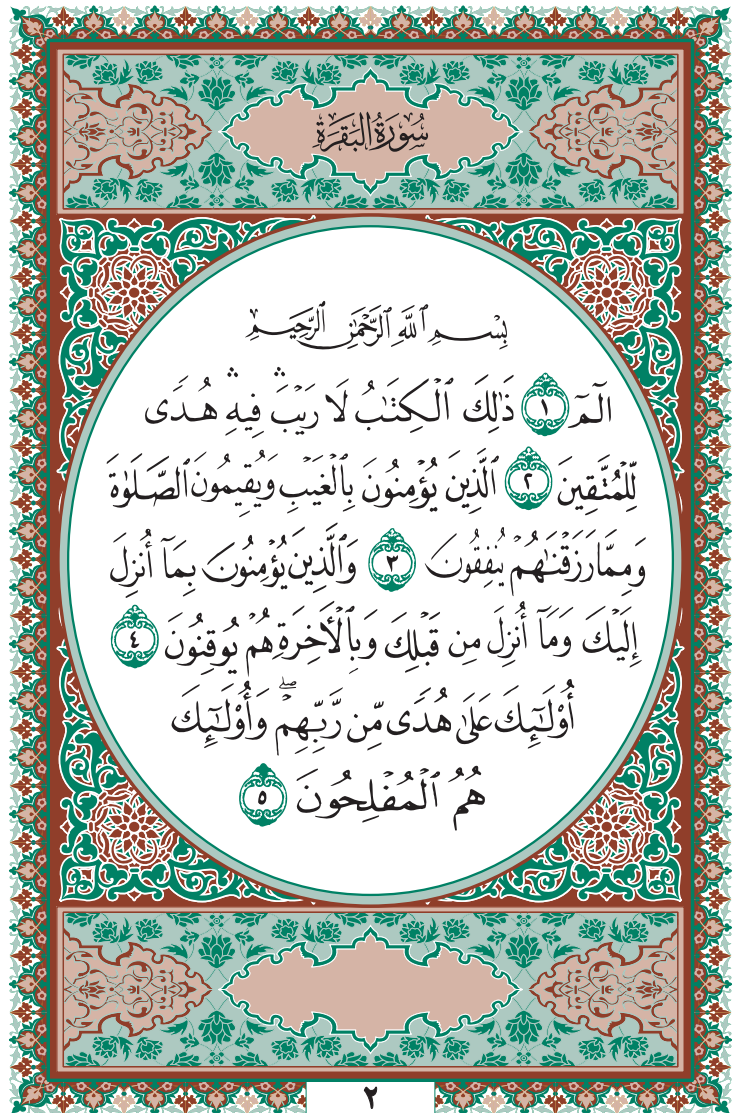 سُورَةُ البَقَرَةِ
بِسْمِ ٱللَّهِ ٱلرَّحْمَٰنِ ٱلرَّحِيمِ
الٓمٓ ١ ذَٰلِكَ ٱلْكِتَٰبُ لَا رَيْبَ ۛ فِيهِ ۛ هُدًى
لِّلْمُتَّقِينَ ٢ ٱلَّذِينَ يُؤْمِنُونَ بِٱلْغَيْبِ وَيُقِيمُونَ ٱلصَّلَوٰةَ
وَمِمَّا رَزَقْنَٰهُمْ يُنفِقُونَ ٣ وَٱلَّذِينَ يُؤْمِنُونَ بِمَآ أُنزِلَ
إِلَيْكَ وَمَآ أُنزِلَ مِن قَبْلِكَ وَبِٱلْأَخِرَةِ هُمْ يُوقِنُونَ ٤
أُوْلَٰٓئِكَ عَلَىٰ هُدًى مِّن رَّبِّهِمْ ۖ وَأُوْلَٰٓئِكَ
هُمُ ٱلْمُفْلِحُونَ ٥
٢